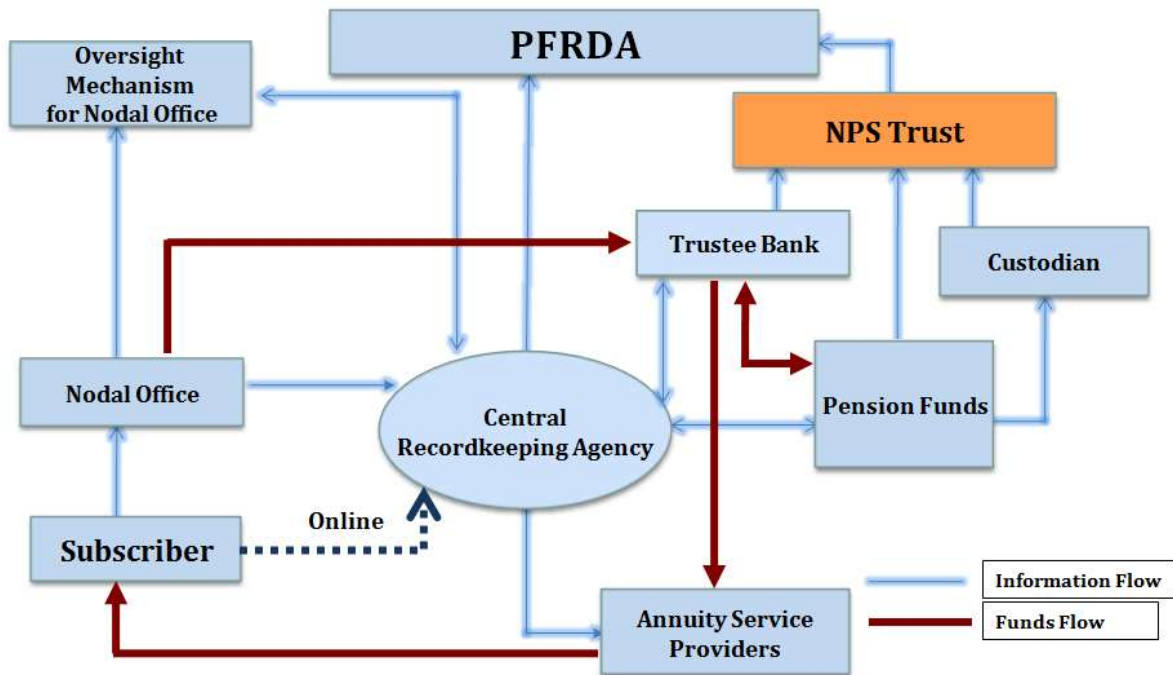 Oversight
Mechanism
for Nodal Office
PFRDA
NPS Trust
Trustee Bank
Custodian
Nodal Office
Central
Recordkeeping Agency
Pension Funds
Subscriber
Online
Annuity Service
Providers
Information Flow
Funds Flow